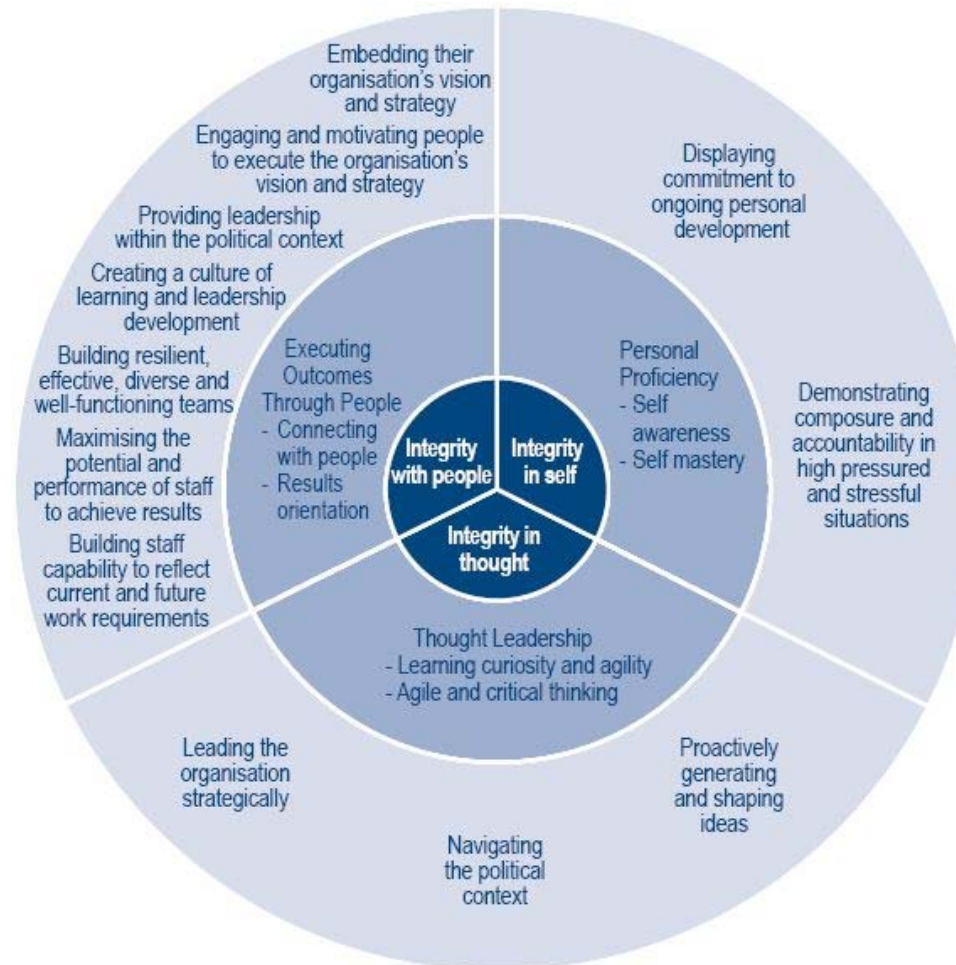 Embedding their
organisation's vision
and strategy
Engaging and motivating people
to execute the organisation's
vision and strategy
Providing leadership
within the political context
Creating a culture of
learning and leadership
development
Building resilient,
effective, diverse and
well-functioning teams
Maximising the
potential and
performance of staff
to achieve results
Building staff
capability to reflect
current and future
work requirements
Displaying
commitment to
ongoing personal
development
Demonstrating
composure and
accountability in
high pressured
and stressful
situations
Executing
Outcomes
Through People
- Connecting
with people
- Results
orientation
Personal
Proficiency
- Self
awareness
- Self mastery
Integrity
with people
Integrity
in self
Integrity in
thought
Thought Leadership
- Learning curiosity and agility
- Agile and critical thinking
Leading the
organisation
strategically
Navigating
the political
context
Proactively
generating
and shaping
ideas